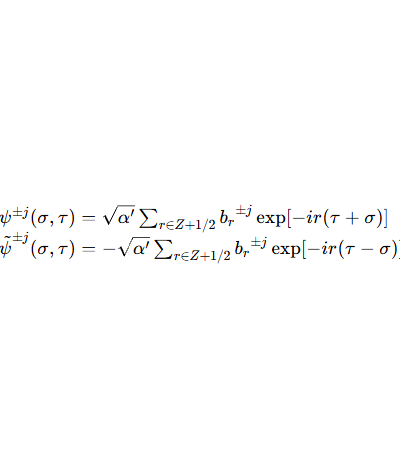 ψ^{±j}(σ, τ) = √α′ ∑_{r∈Z+1/2} b_r^{±j} exp[−ir(τ + σ)]
ψ̃^{±j}(σ, τ) = −√α′ ∑_{r∈Z+1/2} b_r^{±j} exp[−ir(τ − σ)]